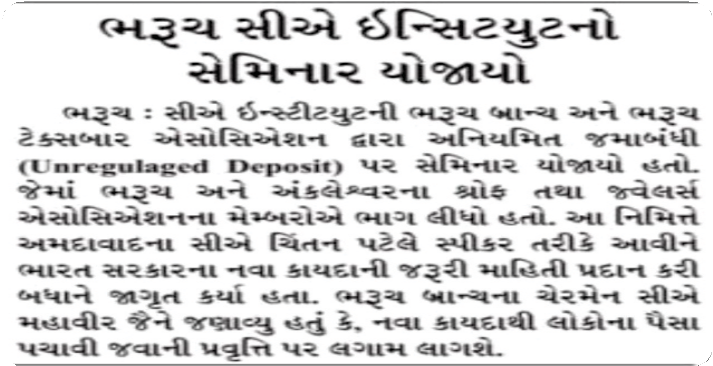 ભરૂચ સીએ ઇન્સિટયુટનો
સેમિનાર યોજાયો
ભરૂચ : સીએ ઇન્સ્ટીટયુટની ભરૂચ બ્રાન્ચ અને ભરૂચ
ટેકસબાર એસોસિએશન દ્વારા અનિયમિત જમાબંધી
(Unregulaged Deposit) પર સેમિનાર યોજાયો હતો.
જેમાં ભરૂચ અને અંકલેશ્વરના શ્રોફ તથા જવેલર્સ
એસોસિએશનના મેમ્બરોએ ભાગ લીધો હતો. આ નિમિત્તે
અમદાવાદના સીએ ચિંતન પટેલે સ્પીકર તરીકે આવીને
ભારત સરકારના નવા કાયદાની જરૂરી માહિતી પ્રદાન કરી
બધાને જાગૃત કર્યા હતા. ભરૂચ બ્રાન્ચના ચેરમેન સીએ
મહાવીર જૈને જણાવ્યુ હતું કે, નવા કાયદાથી લોકોના પૈસા
પચાવી જવાની પ્રવૃત્તિ પર લગામ લાગશે.